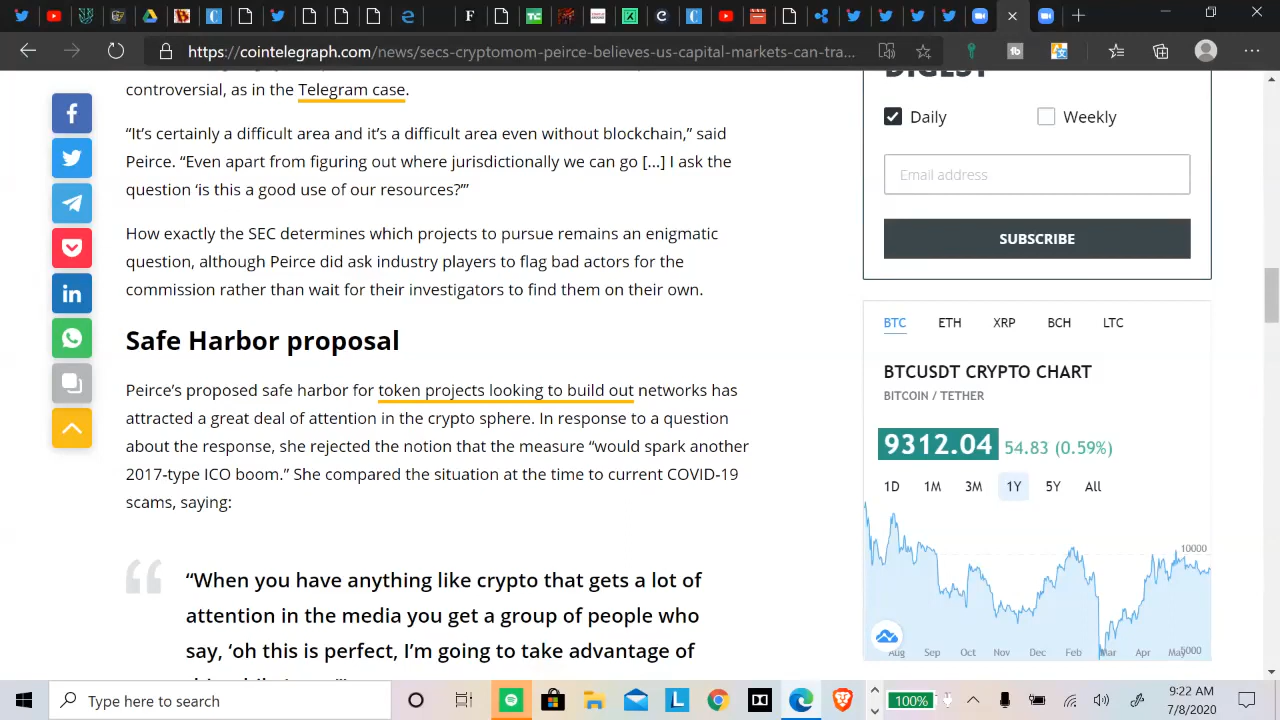 https://cointelegraph.com/news/secs-cryptomom-peirce-believes-us-capital-markets-can-tra...
controversial, as in the Telegram case.
“It’s certainly a difficult area and it’s a difficult area even without blockchain,” said
Peirce. “Even apart from figuring out where jurisdictionally we can go [...] I ask the
question ‘is this a good use of our resources?’”
How exactly the SEC determines which projects to pursue remains an enigmatic
question, although Peirce did ask industry players to flag bad actors for the
commission rather than wait for their investigators to find them on their own.
Safe Harbor proposal
Peirce’s proposed safe harbor for token projects looking to build out networks has
attracted a great deal of attention in the crypto sphere. In response to a question
about the response, she rejected the notion that the measure “would spark another
2017-type ICO boom.” She compared the situation at the time to current COVID-19
scams, saying:
“When you have anything like crypto that gets a lot of
attention in the media you get a group of people who
say, ‘oh this is perfect, I’m going to take advantage of
DIGEST
Daily
Weekly
Email address
SUBSCRIBE
BTC ETH XRP BCH LTC
BTCUSDT CRYPTO CHART
BITCOIN / TETHER
9312.04 54.83 (0.59%)
1D 1M 3M 1Y 5Y All
10000
5000
Aug Sep Oct Nov Dec Feb Mar Apr May
Type here to search
100%
9:22 AM
7/8/2020